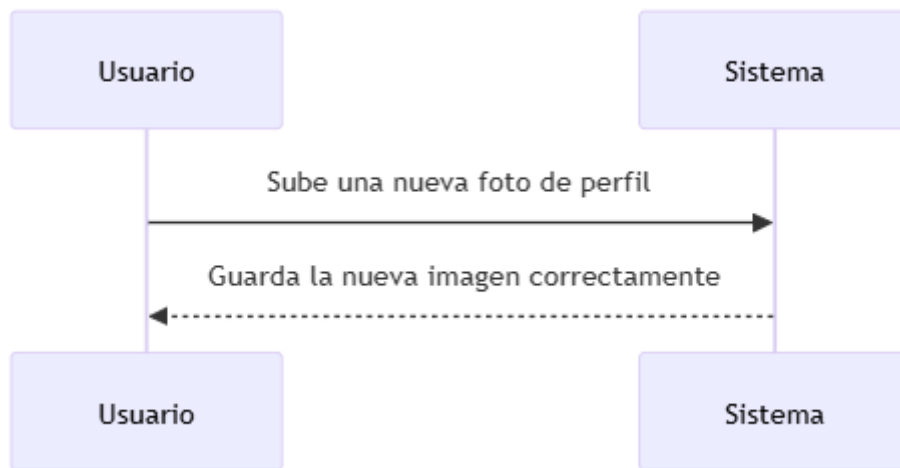 Usuario
Sistema
Sube una nueva foto de perfil
Guarda la nueva imagen correctamente
Usuario
Sistema